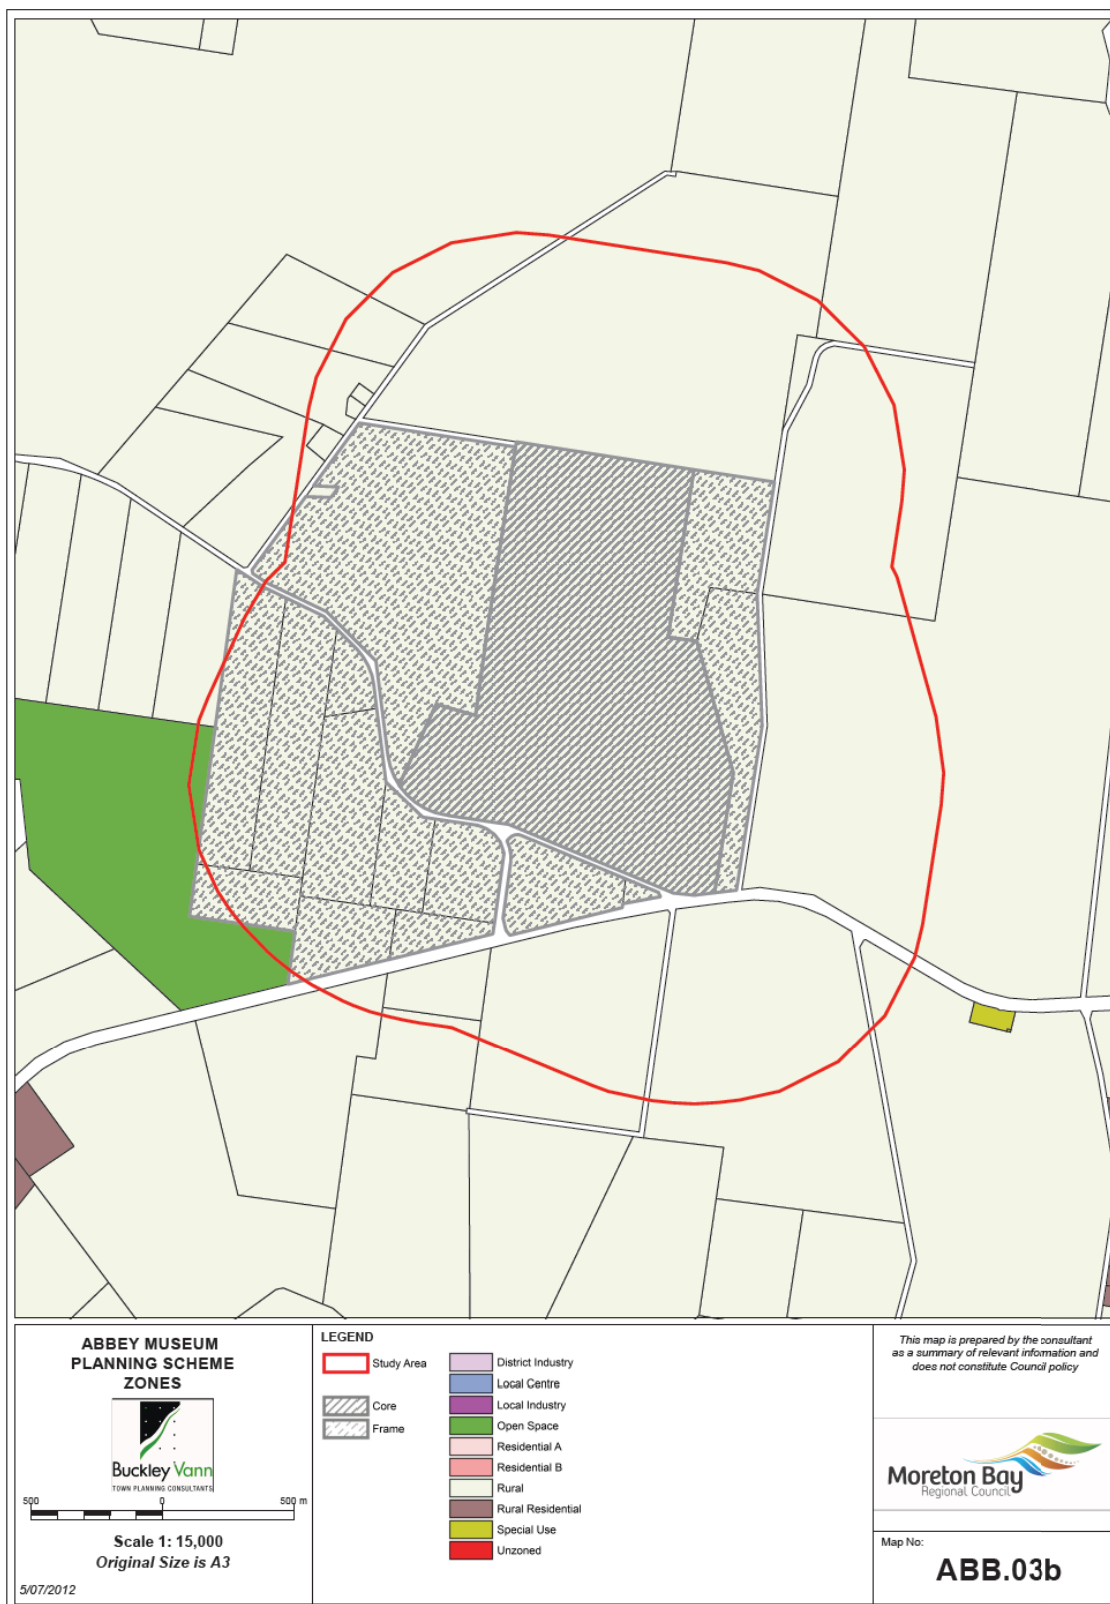 ABBEY MUSEUM
PLANNING SCHEME
ZONES
Buckley Vann
TOWN PLANNING CONSULTANTS
500 0 500 m
Scale 1: 15,000
Original Size is A3
5/07/2012
LEGEND
Study Area
Core
Frame
District Industry
Local Centre
Local Industry
Open Space
Residential A
Residential B
Rural
Rural Residential
Special Use
Unzoned
This map is prepared by the consultant
as a summary of relevant information and
does not constitute Council policy
Moreton Bay
Regional Council
Map No:
ABB.03b